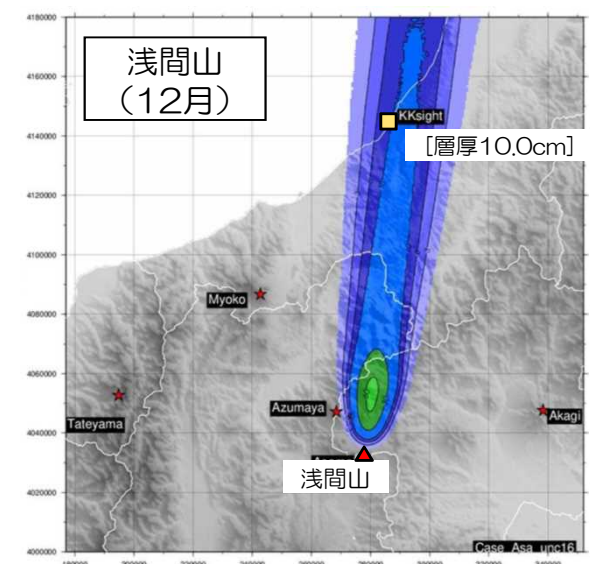 4180000
浅間山
(12月)
4160000
KKsight
4140000
[層厚10.0cm]
4120000
4100000
Myoko
4080000
4060000
Azumaya
Akagi
Tateyama
4040000
浅間山
4020000
Case_Asa_unc16
4000000